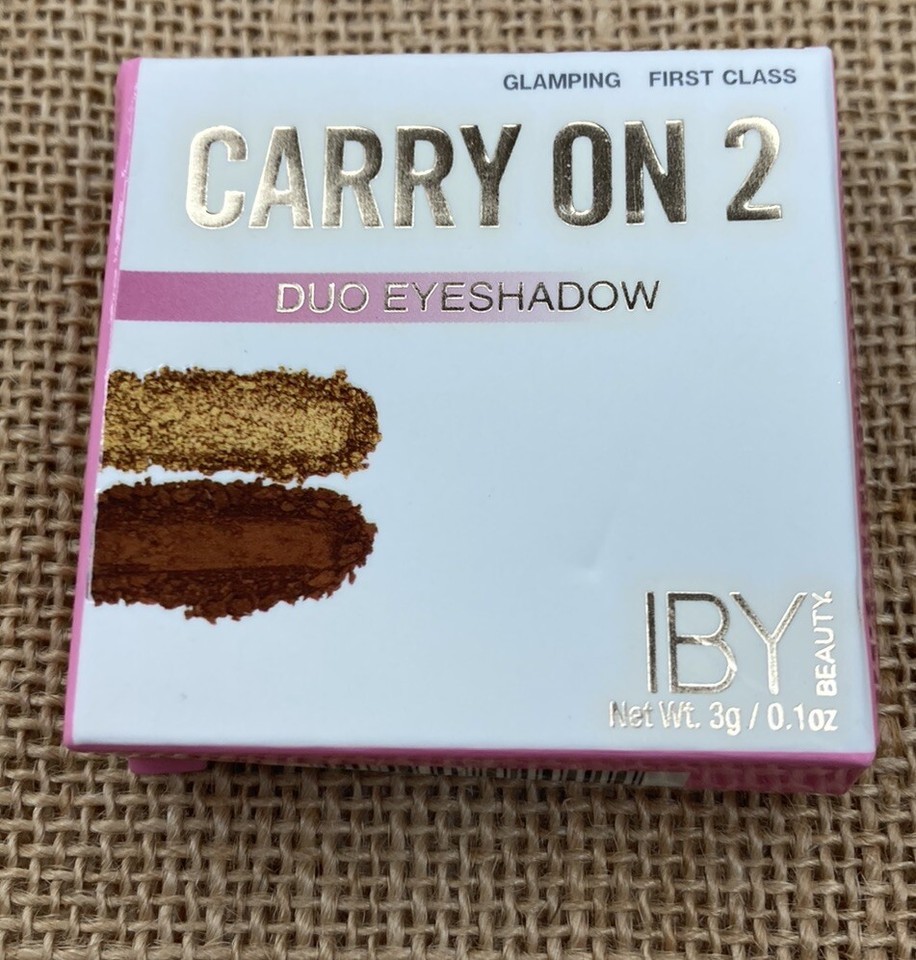 GLAMPING FIRST CLASS
CARRY ON 2
DUO EYESHADOW
IBY BEAUTY.
Net Wt. 3g / 0.1oz